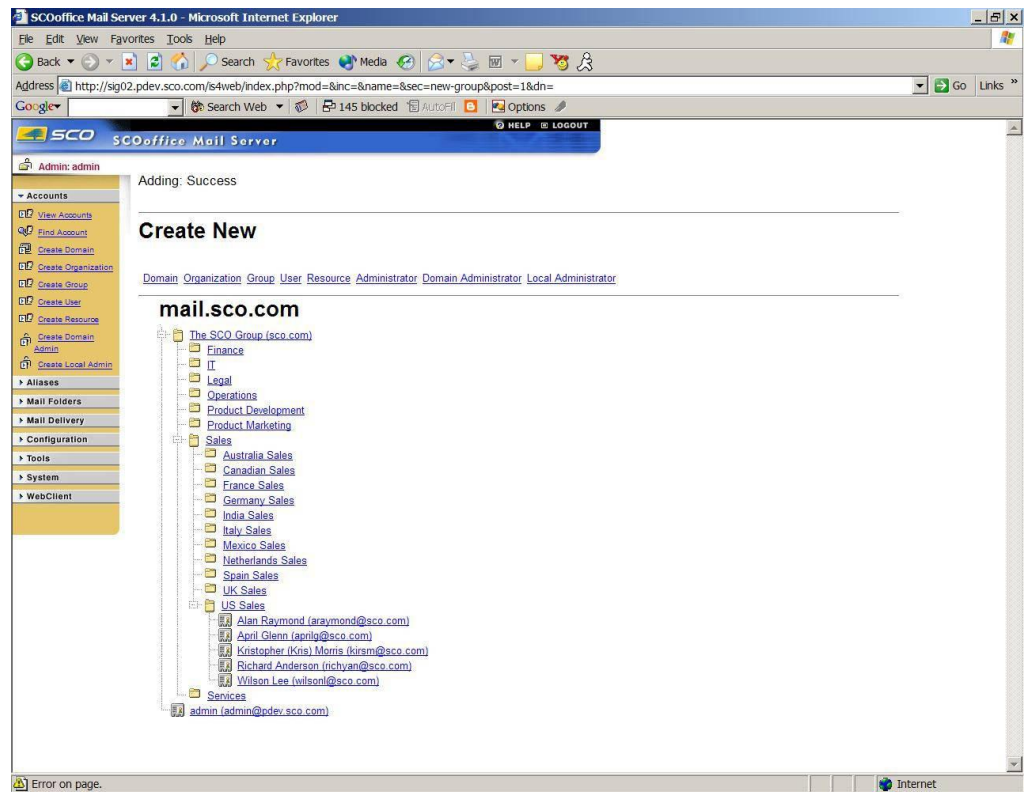 SCOoffice Mail Server 4.1.0 - Microsoft Internet Explorer
File Edit View Favorites Tools Help
Back Search Favorites Media
Address http://sig02.pdev.sco.com/is4web/index.php?mod=&inc=&name=&sec=new-group&post=1&dn= Go Links »
Google Search Web 145 blocked AutoFill Options
HELP LOGOUT
SCO SCOoffice Mail Server
Admin: admin
Adding: Success
Accounts
View Accounts
Find Account
Create Domain
Create Organization
Create Group
Create User
Create Resource
Create Domain
Admin
Create Local Admin
Aliases
Mail Folders
Mail Delivery
Configuration
Tools
System
WebClient
Create New
Domain Organization Group User Resource Administrator Domain Administrator Local Administrator
mail.sco.com
The SCO Group (sco.com)
Finance
IT
Legal
Operations
Product Development
Product Marketing
Sales
Australia Sales
Canadian Sales
France Sales
Germany Sales
India Sales
Italy Sales
Mexico Sales
Netherlands Sales
Spain Sales
UK Sales
US Sales
Alan Raymond (araymond@sco.com)
April Glenn (aprilg@sco.com)
Kristopher (Kris) Morris (kirsm@sco.com)
Richard Anderson (richyan@sco.com)
Wilson Lee (wilsonl@sco.com)
Services
admin (admin@pdev.sco.com)
Error on page. Internet